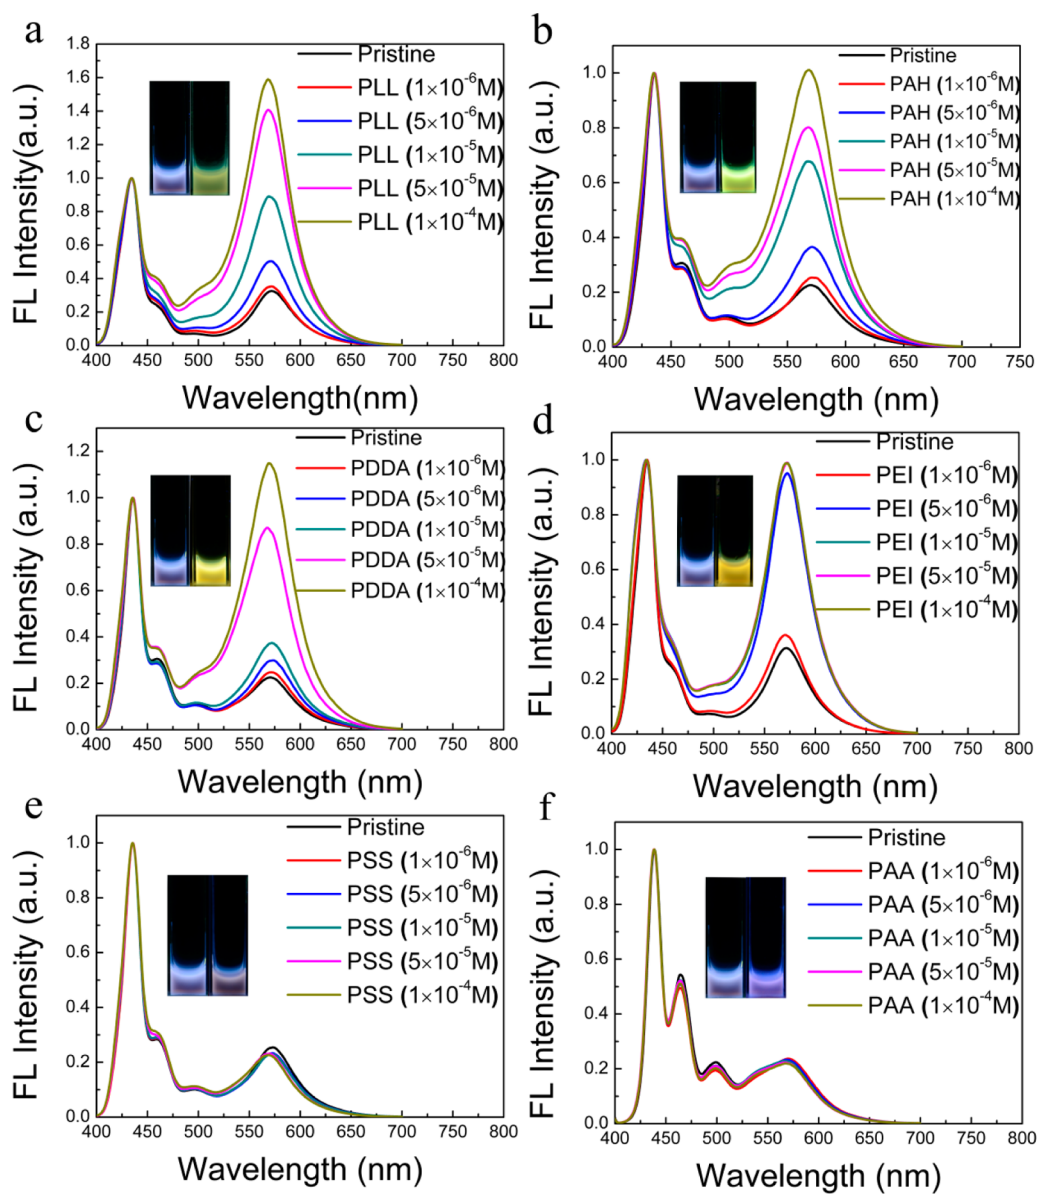 a
FL Intensity(a.u.)
1.8
1.6
1.4
1.2
1.0
0.8
0.6
0.4
0.2
0.0
Pristine
PLL (1×10⁻⁶M)
PLL (5×10⁻⁶M)
PLL (1×10⁻⁵M)
PLL (5×10⁻⁵M)
PLL (1×10⁻⁴M)
400 450 500 550 600 650 700 750 800
Wavelength(nm)
b
FL Intensity (a.u.)
1.0
0.8
0.6
0.4
0.2
0.0
Pristine
PAH (1×10⁻⁶M)
PAH (5×10⁻⁶M)
PAH (1×10⁻⁵M)
PAH (5×10⁻⁵M)
PAH (1×10⁻⁴M)
400 450 500 550 600 650 700 750
Wavelength (nm)
c
FL Intensity (a.u.)
1.2
1.0
0.8
0.6
0.4
0.2
0.0
Pristine
PDDA (1×10⁻⁶M)
PDDA (5×10⁻⁶M)
PDDA (1×10⁻⁵M)
PDDA (5×10⁻⁵M)
PDDA (1×10⁻⁴M)
400 450 500 550 600 650 700 750 800
Wavelength (nm)
d
FL Intensity (a.u.)
1.0
0.8
0.6
0.4
0.2
0.0
Pristine
PEI (1×10⁻⁶M)
PEI (5×10⁻⁶M)
PEI (1×10⁻⁵M)
PEI (5×10⁻⁵M)
PEI (1×10⁻⁴M)
400 450 500 550 600 650 700 750 800
Wavelength (nm)
e
FL Intensity (a.u.)
1.0
0.8
0.6
0.4
0.2
0.0
Pristine
PSS (1×10⁻⁶M)
PSS (5×10⁻⁶M)
PSS (1×10⁻⁵M)
PSS (5×10⁻⁵M)
PSS (1×10⁻⁴M)
400 450 500 550 600 650 700 750 800
Wavelength (nm)
f
FL Intensity (a.u.)
1.0
0.8
0.6
0.4
0.2
0.0
Pristine
PAA (1×10⁻⁶M)
PAA (5×10⁻⁶M)
PAA (1×10⁻⁵M)
PAA (5×10⁻⁵M)
PAA (1×10⁻⁴M)
400 450 500 550 600 650 700 750 800
Wavelength (nm)